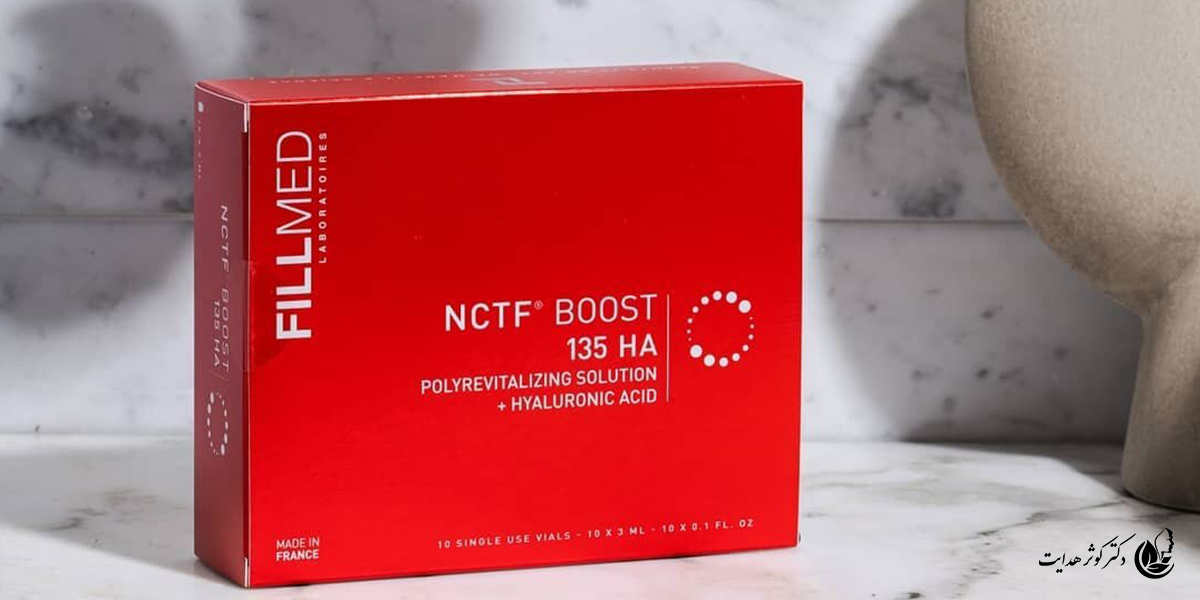 FILLMED
LABORATOIRES
NCTF® BOOST
135 HA
POLYREVITALIZING SOLUTION
+ HYALURONIC ACID
MADE IN
FRANCE
10 SINGLE USE VIALS - 10 X 3 ML - 10 X 0.1 FL. OZ
NCTF BOOST
135 HA
دکتر کوثر هدایت